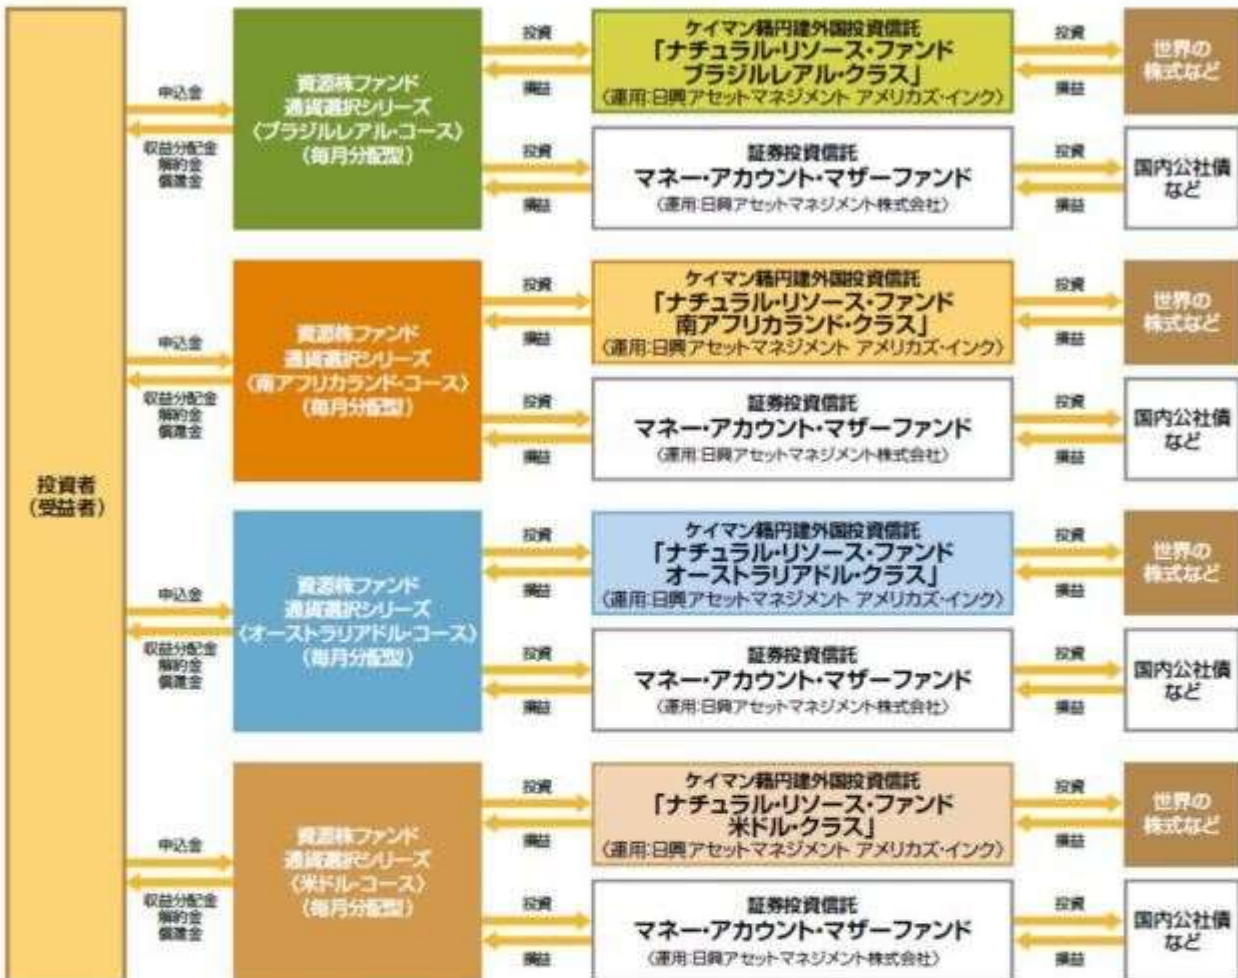 投資者
(受益者)
申込金
収益分配金
解約金
償還金
資源株ファンド
通貨選択シリーズ
〈ブラジルレアル・コース〉
(毎月分配型)
投資
損益
ケイマン籍円建外国投資信託
「ナチュラル・リソース・ファンド
ブラジルレアル・クラス」
〈運用:日興アセットマネジメント アメリカズ・インク〉
投資
損益
世界の
株式など
投資
損益
証券投資信託
マネー・アカウント・マザーファンド
〈運用:日興アセットマネジメント株式会社〉
投資
損益
国内公社債
など
申込金
収益分配金
解約金
償還金
資源株ファンド
通貨選択シリーズ
〈南アフリカランド・コース〉
(毎月分配型)
投資
損益
ケイマン籍円建外国投資信託
「ナチュラル・リソース・ファンド
南アフリカランド・クラス」
〈運用:日興アセットマネジメント アメリカズ・インク〉
投資
損益
世界の
株式など
投資
損益
証券投資信託
マネー・アカウント・マザーファンド
〈運用:日興アセットマネジメント株式会社〉
投資
損益
国内公社債
など
申込金
収益分配金
解約金
償還金
資源株ファンド
通貨選択シリーズ
〈オーストラリアドル・コース〉
(毎月分配型)
投資
損益
ケイマン籍円建外国投資信託
「ナチュラル・リソース・ファンド
オーストラリアドル・クラス」
〈運用:日興アセットマネジメント アメリカズ・インク〉
投資
損益
世界の
株式など
投資
損益
証券投資信託
マネー・アカウント・マザーファンド
〈運用:日興アセットマネジメント株式会社〉
投資
損益
国内公社債
など
申込金
収益分配金
解約金
償還金
資源株ファンド
通貨選択シリーズ
〈米ドル・コース〉
(毎月分配型)
投資
損益
ケイマン籍円建外国投資信託
「ナチュラル・リソース・ファンド
米ドル・クラス」
〈運用:日興アセットマネジメント アメリカズ・インク〉
投資
損益
世界の
株式など
投資
損益
証券投資信託
マネー・アカウント・マザーファンド
〈運用:日興アセットマネジメント株式会社〉
投資
損益
国内公社債
など